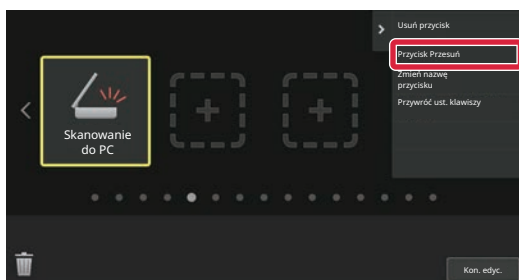 Usuń przycisk
Przycisk Przesuń
Zmień nazwę
przycisku
Przywróć ust. klawiszy
Skanowanie
do PC
Kon. edyc.